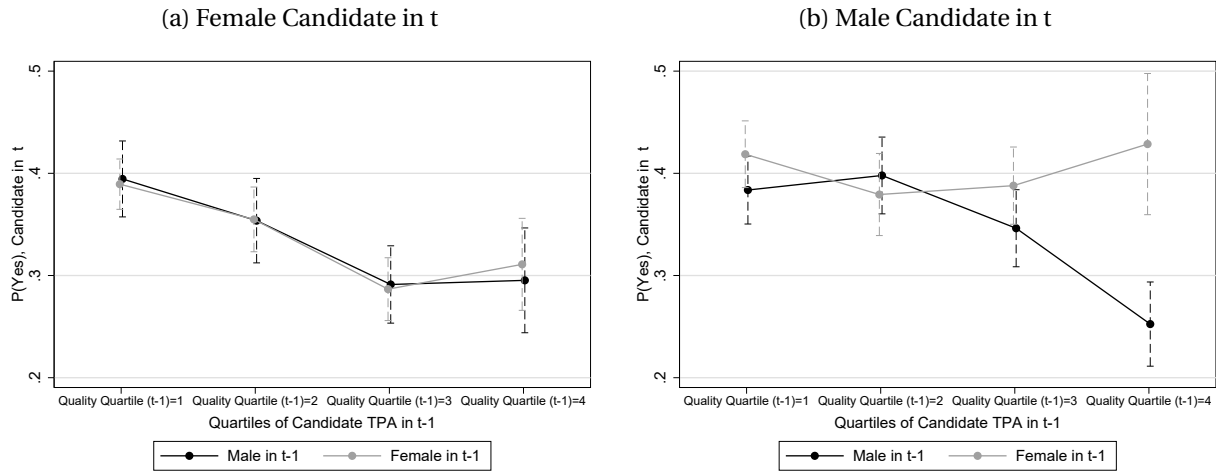 (a) Female Candidate in t
P(Yes), Candidate in t
.5
.4
.3
.2
Quality Quartile (t-1)=1 Quality Quartile (t-1)=2 Quality Quartile (t-1)=3 Quality Quartile (t-1)=4
Quartiles of Candidate TPA in t-1
Male in t-1 Female in t-1
(b) Male Candidate in t
P(Yes), Candidate in t
.5
.4
.3
.2
Quality Quartile (t-1)=1 Quality Quartile (t-1)=2 Quality Quartile (t-1)=3 Quality Quartile (t-1)=4
Quartiles of Candidate TPA in t-1
Male in t-1 Female in t-1